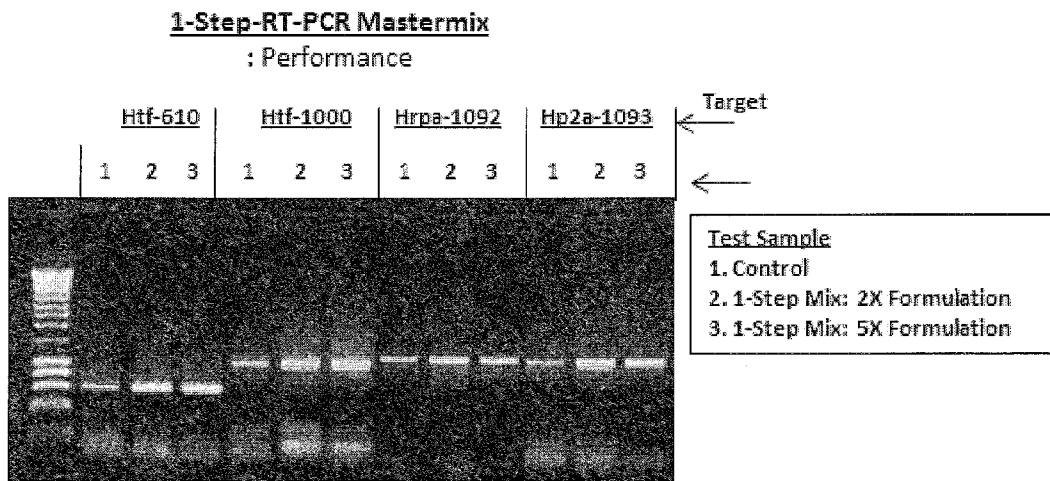 1-Step-RT-PCR Mastermix
: Performance
Htf-610 Htf-1000 Hrpa-1092 Hp2a-1093 Target
1 2 3 1 2 3 1 2 3 1 2 3
Test Sample
1. Control
2. 1-Step Mix: 2X Formulation
3. 1-Step Mix: 5X Formulation